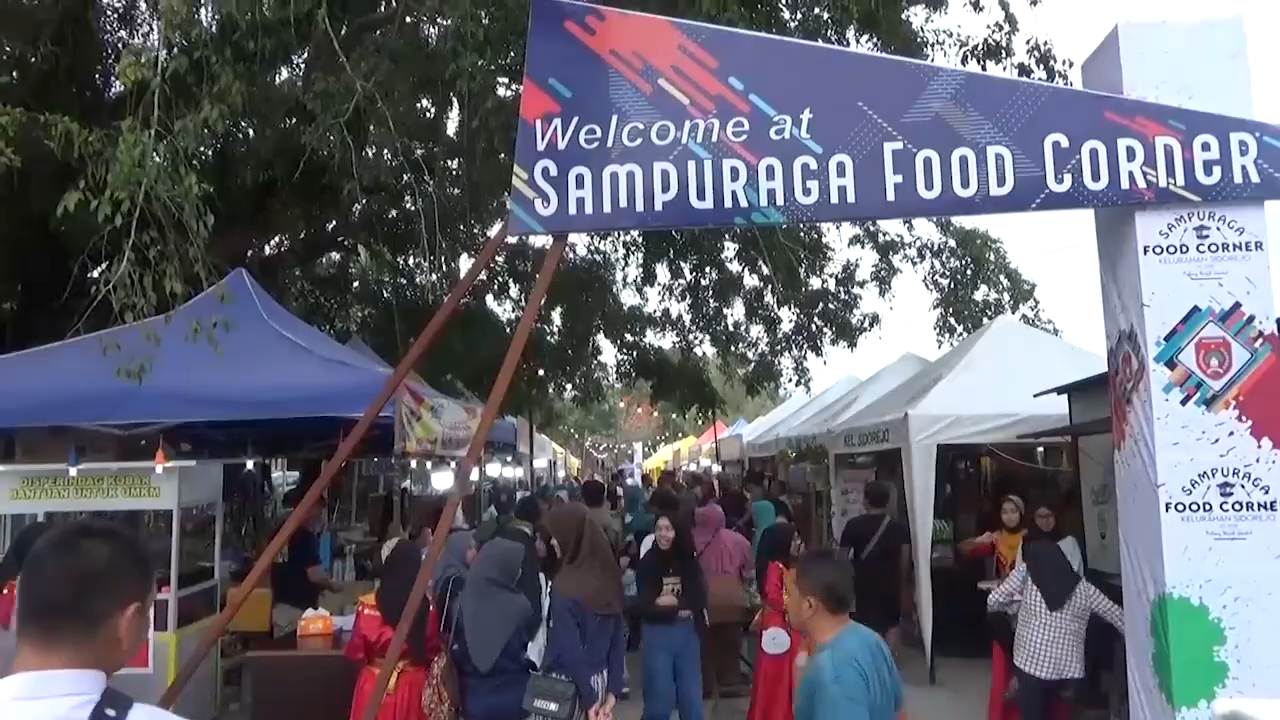 Welcome at
SAMPURAGA FOOD CORNER
SAMPURAGA
FOOD CORNER
KELURAHAN SIDOREJO
KEL. SIDOREJO
DISPERINDAG KOBAR
BANTUAN UNTUK UMKM
SAMPURAGA
FOOD CORNE
KELURAHAN SIDOREJO